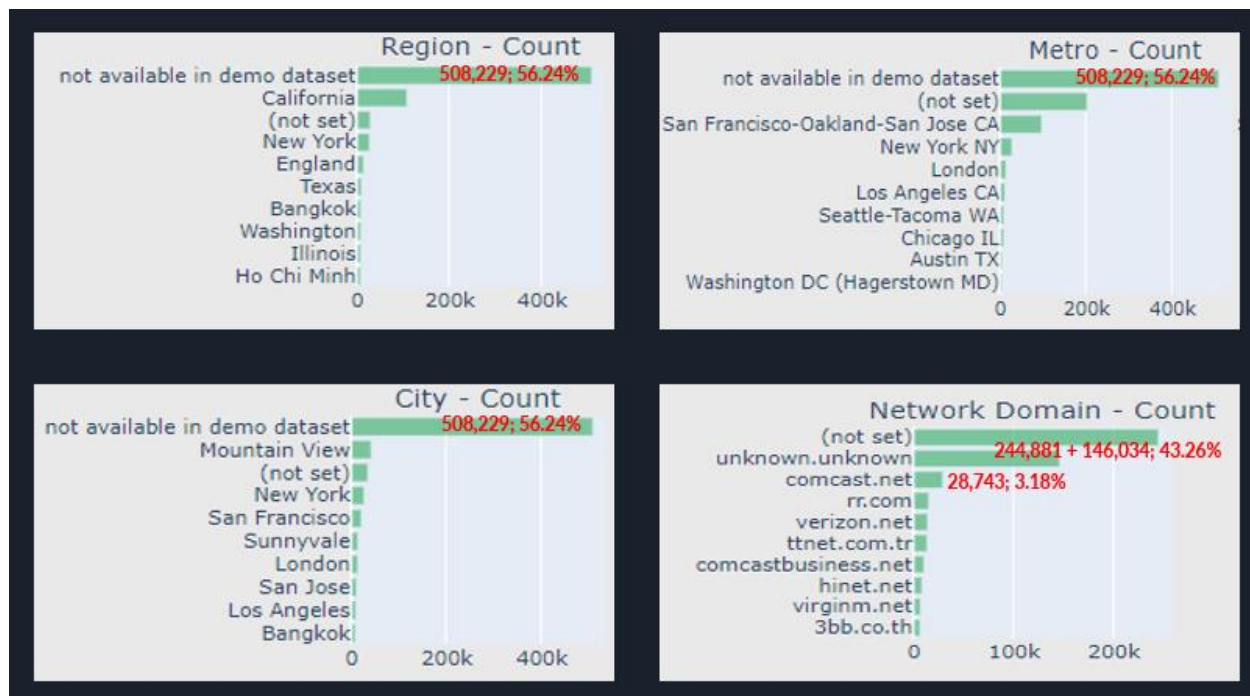 Region - Count
not available in demo dataset 508,229; 56.24%
California
(not set)
New York
England
Texas
Bangkok
Washington
Illinois
Ho Chi Minh
0 200k 400k
Metro - Count
not available in demo dataset 508,229; 56.24%
(not set)
San Francisco-Oakland-San Jose CA
New York NY
London
Los Angeles CA
Seattle-Tacoma WA
Chicago IL
Austin TX
Washington DC (Hagerstown MD)
0 200k 400k
City - Count
not available in demo dataset 508,229; 56.24%
Mountain View
(not set)
New York
San Francisco
Sunnyvale
London
San Jose
Los Angeles
Bangkok
0 200k 400k
Network Domain - Count
(not set)
244,881 + 146,034; 43.26%
unknown.unknown
comcast.net 28,743; 3.18%
rr.com
verizon.net
ttnet.com.tr
comcastbusiness.net
hinet.net
virginm.net
3bb.co.th
0 100k 200k